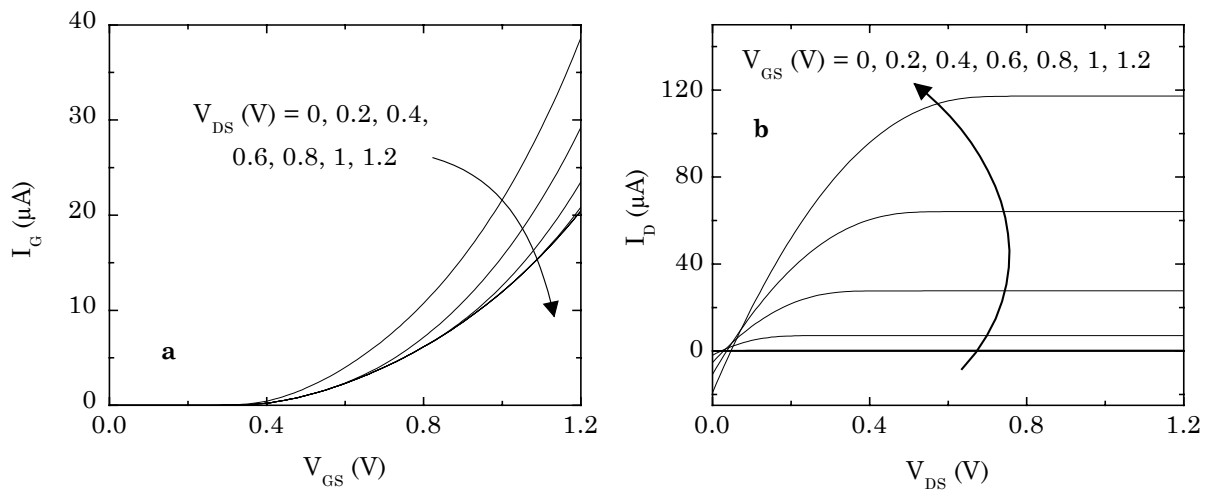 40
30
20
10
0
I_G (μA)
V_DS (V) = 0, 0.2, 0.4,
0.6, 0.8, 1, 1.2
a
0.0 0.4 0.8 1.2
V_GS (V)
120
80
40
0
I_D (μA)
V_GS (V) = 0, 0.2, 0.4, 0.6, 0.8, 1, 1.2
b
0.0 0.4 0.8 1.2
V_DS (V)